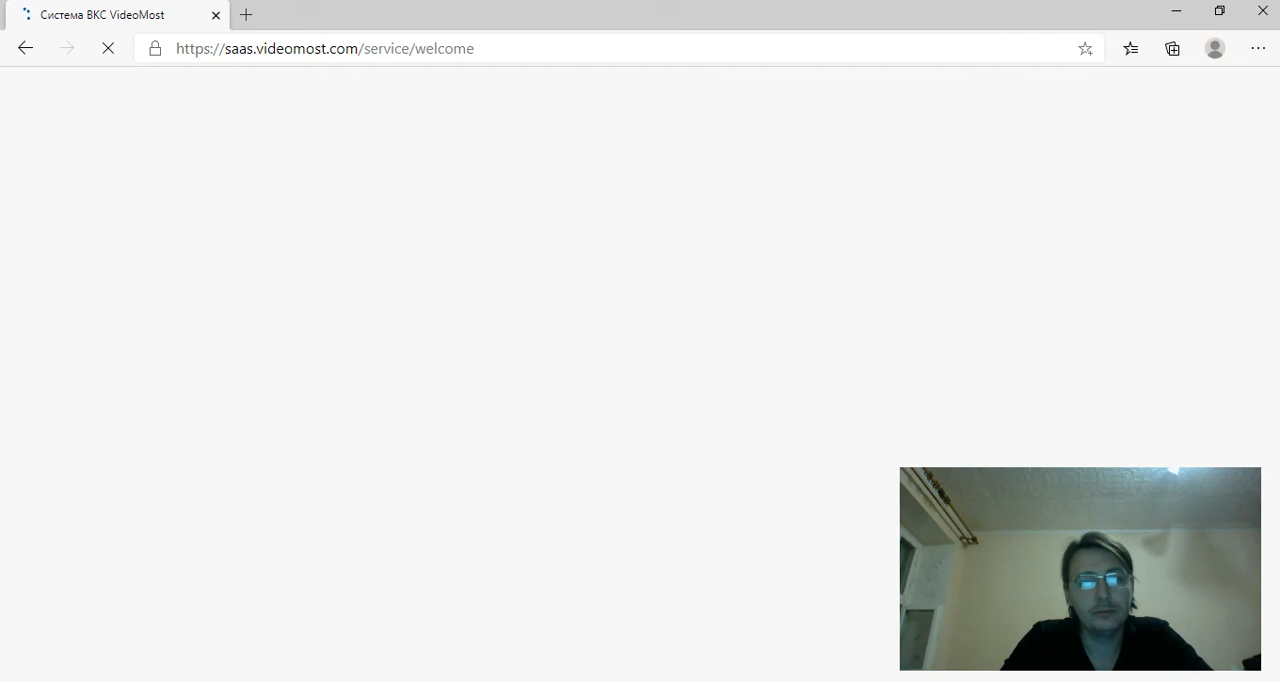 Система ВКС VideoMost
https://saas.videomost.com/service/welcome